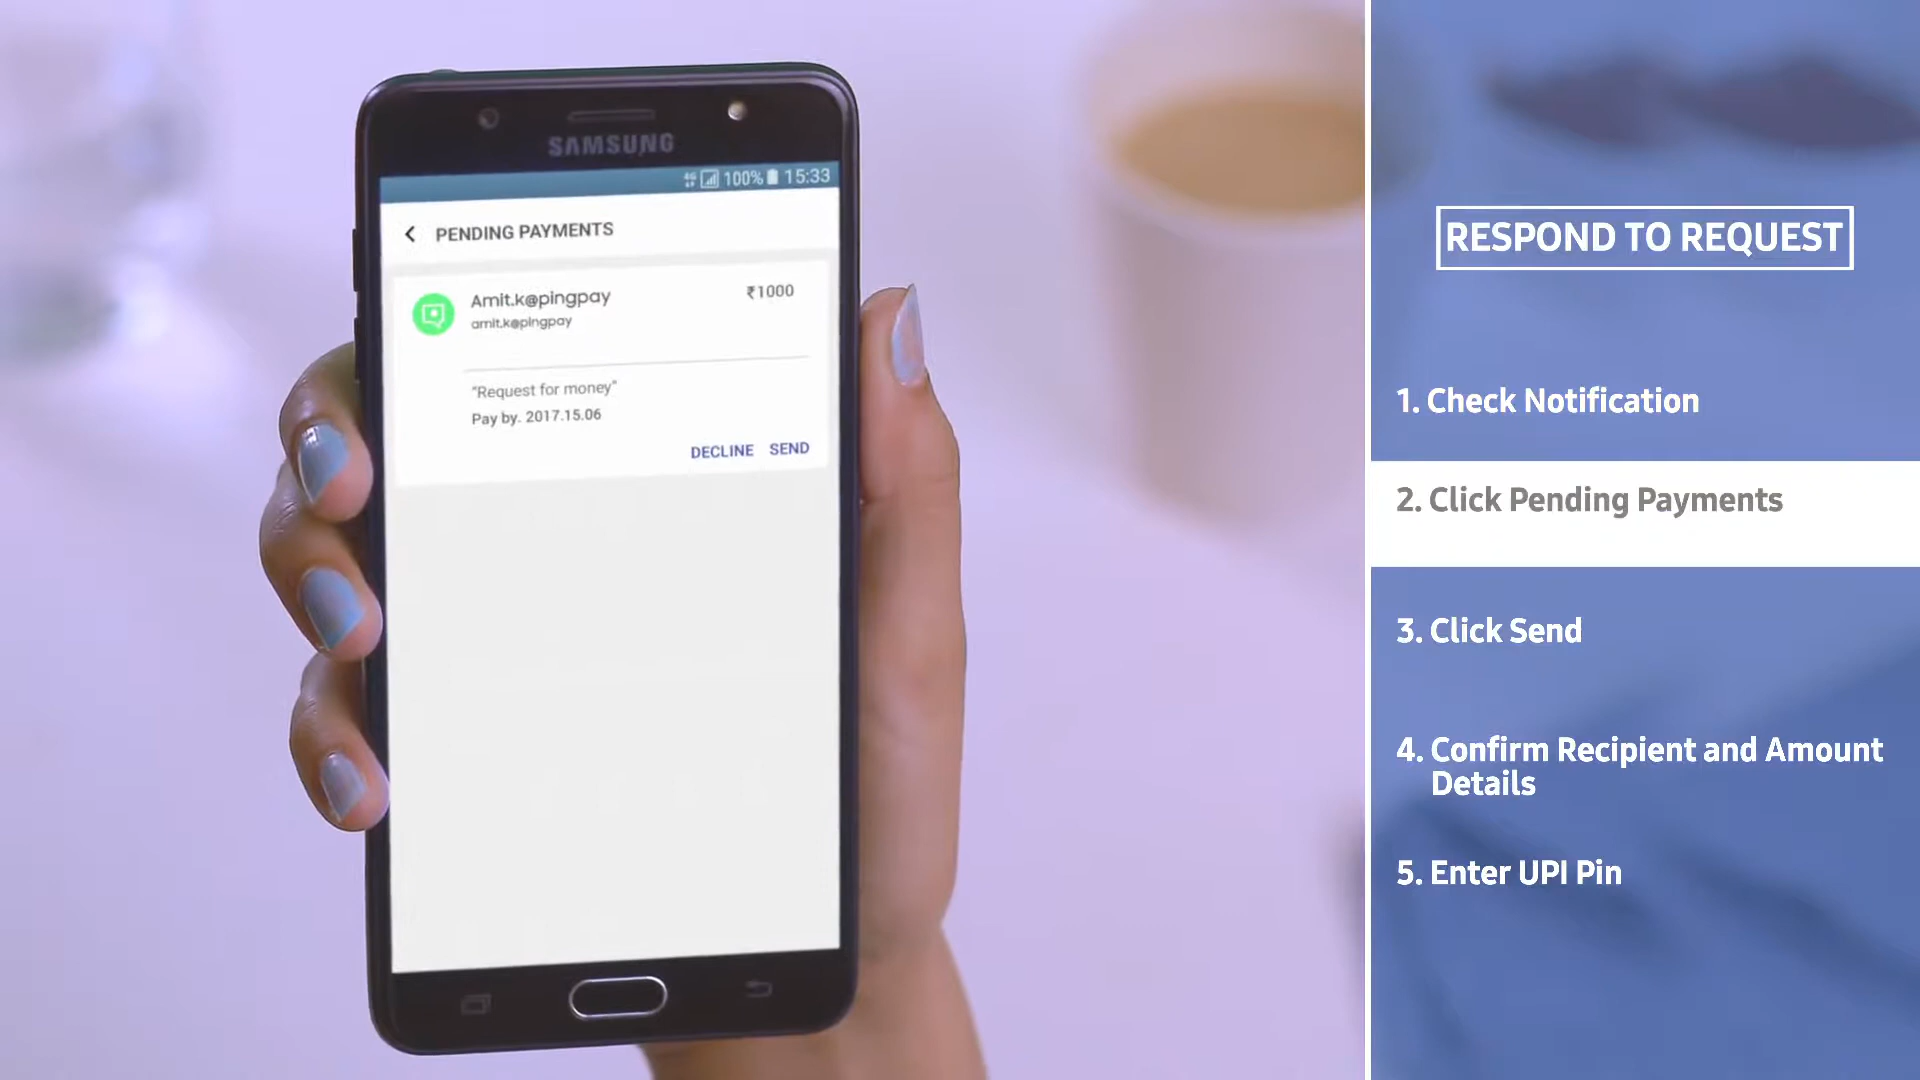 SAMSUNG
4G 100% 15:33
PENDING PAYMENTS
Amit.k@pingpay ₹1000
amit.k@pingpay
"Request for money"
Pay by. 2017.15.06
DECLINE SEND
RESPOND TO REQUEST
1. Check Notification
2. Click Pending Payments
3. Click Send
4. Confirm Recipient and Amount
Details
5. Enter UPI Pin